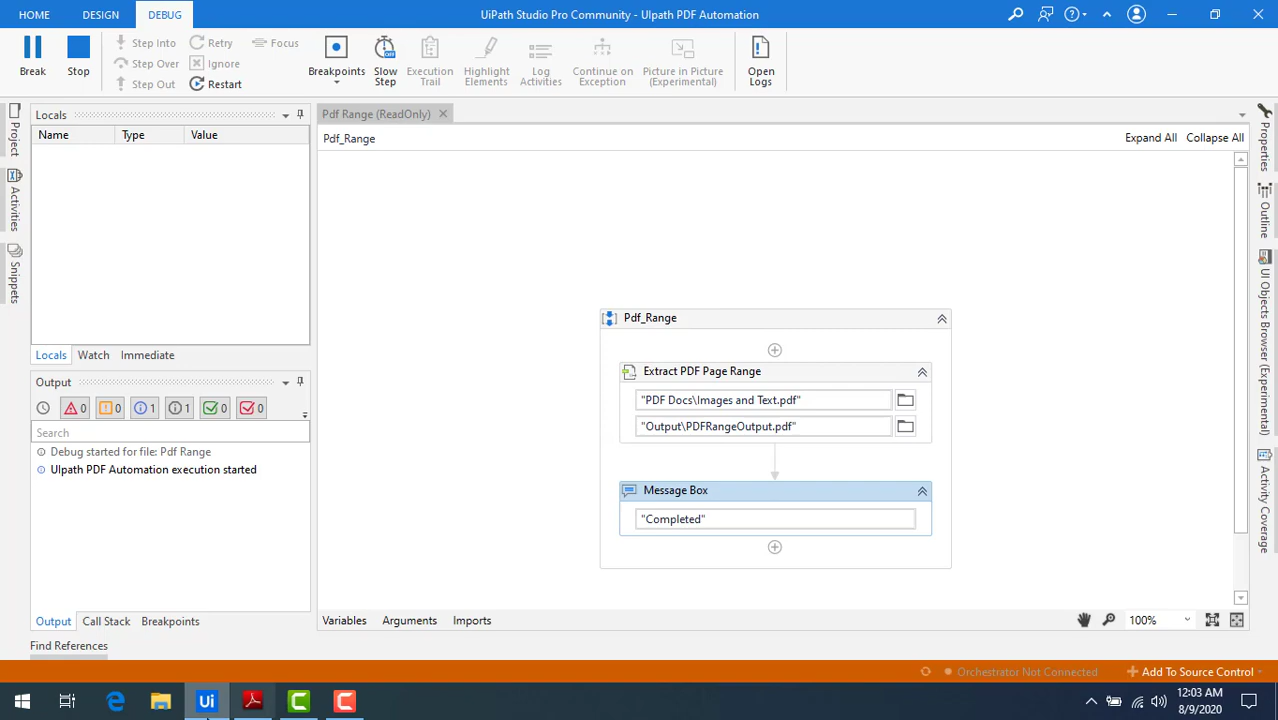 HOME DESIGN DEBUG UiPath Studio Pro Community - UIpath PDF Automation
Break
Stop
Step Into
Step Over
Step Out
Retry
Ignore
Restart
Focus
Breakpoints
Slow
Step
Execution
Trail
Highlight
Elements
Log
Activities
Continue on
Exception
Picture in Picture
(Experimental)
Open
Logs
Project
Activities
Snippets
Locals
Name Type Value
Locals Watch Immediate
Output
0 0 1 1 0 0
Search
Debug started for file: Pdf Range
UIpath PDF Automation execution started
Output Call Stack Breakpoints
Find References
Pdf Range (ReadOnly)
Pdf_Range Expand All Collapse All
Pdf_Range
Extract PDF Page Range
"PDF Docs\Images and Text.pdf"
"Output\PDFRangeOutput.pdf"
Message Box
"Completed"
Variables Arguments Imports 100%
Properties
Outline
UI Objects Browser (Experimental)
Activity Coverage
Orchestrator Not Connected Add To Source Control
Ui
12:03 AM
8/9/2020